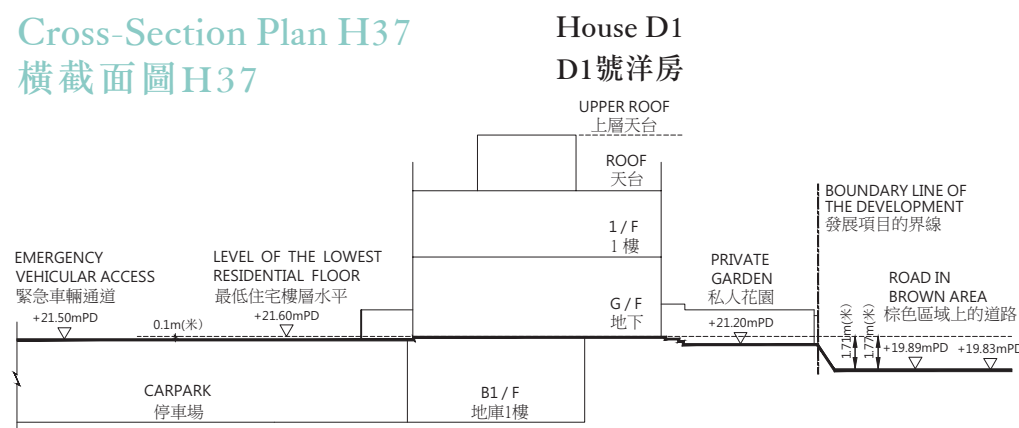 Cross-Section Plan H37
橫截面圖H37
House D1
D1號洋房
UPPER ROOF
上層天台
ROOF
天台
BOUNDARY LINE OF
THE DEVELOPMENT
發展項目的界線
1/F
1樓
EMERGENCY
VEHICULAR ACCESS
緊急車輛通道
+21.50mPD
0.1m(米)
LEVEL OF THE LOWEST
RESIDENTIAL FLOOR
最低住宅樓層水平
+21.60mPD
G/F
地下
PRIVATE
GARDEN
私人花園
+21.20mPD
ROAD IN
BROWN AREA
棕色區域上的道路
1.71m(米)
1.77m(米)
+19.89mPD
+19.83mPD
CARPARK
停車場
B1/F
地庫1樓